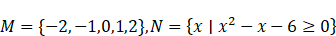 M = {−2, −1,0,1,2}, N = {x ∣ x² − x − 6 ≥ 0}